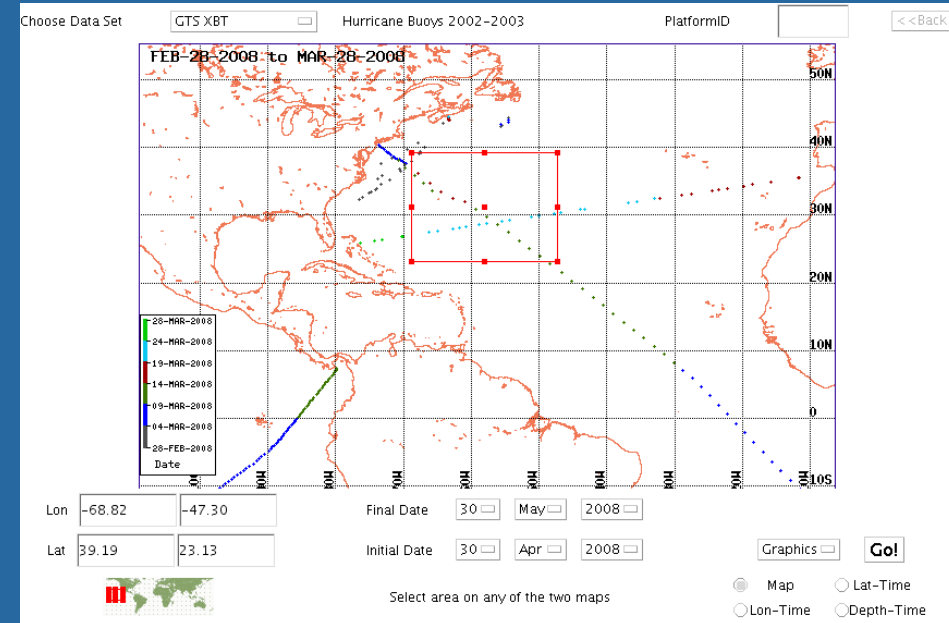 Choose Data Set GTS XBT Hurricane Buoys 2002-2003 PlatformID <<Back
FEB-28-2008 to MAR-28-2008
50N
40N
30N
20N
10N
0
10S
28-MAR-2008
24-MAR-2008
19-MAR-2008
14-MAR-2008
09-MAR-2008
04-MAR-2008
28-FEB-2008
Date
Lon -68.82 -47.30 Final Date 30 May 2008
Lat 39.19 23.13 Initial Date 30 Apr 2008 Graphics Go!
Select area on any of the two maps
Map Lat-Time
Lon-Time Depth-Time